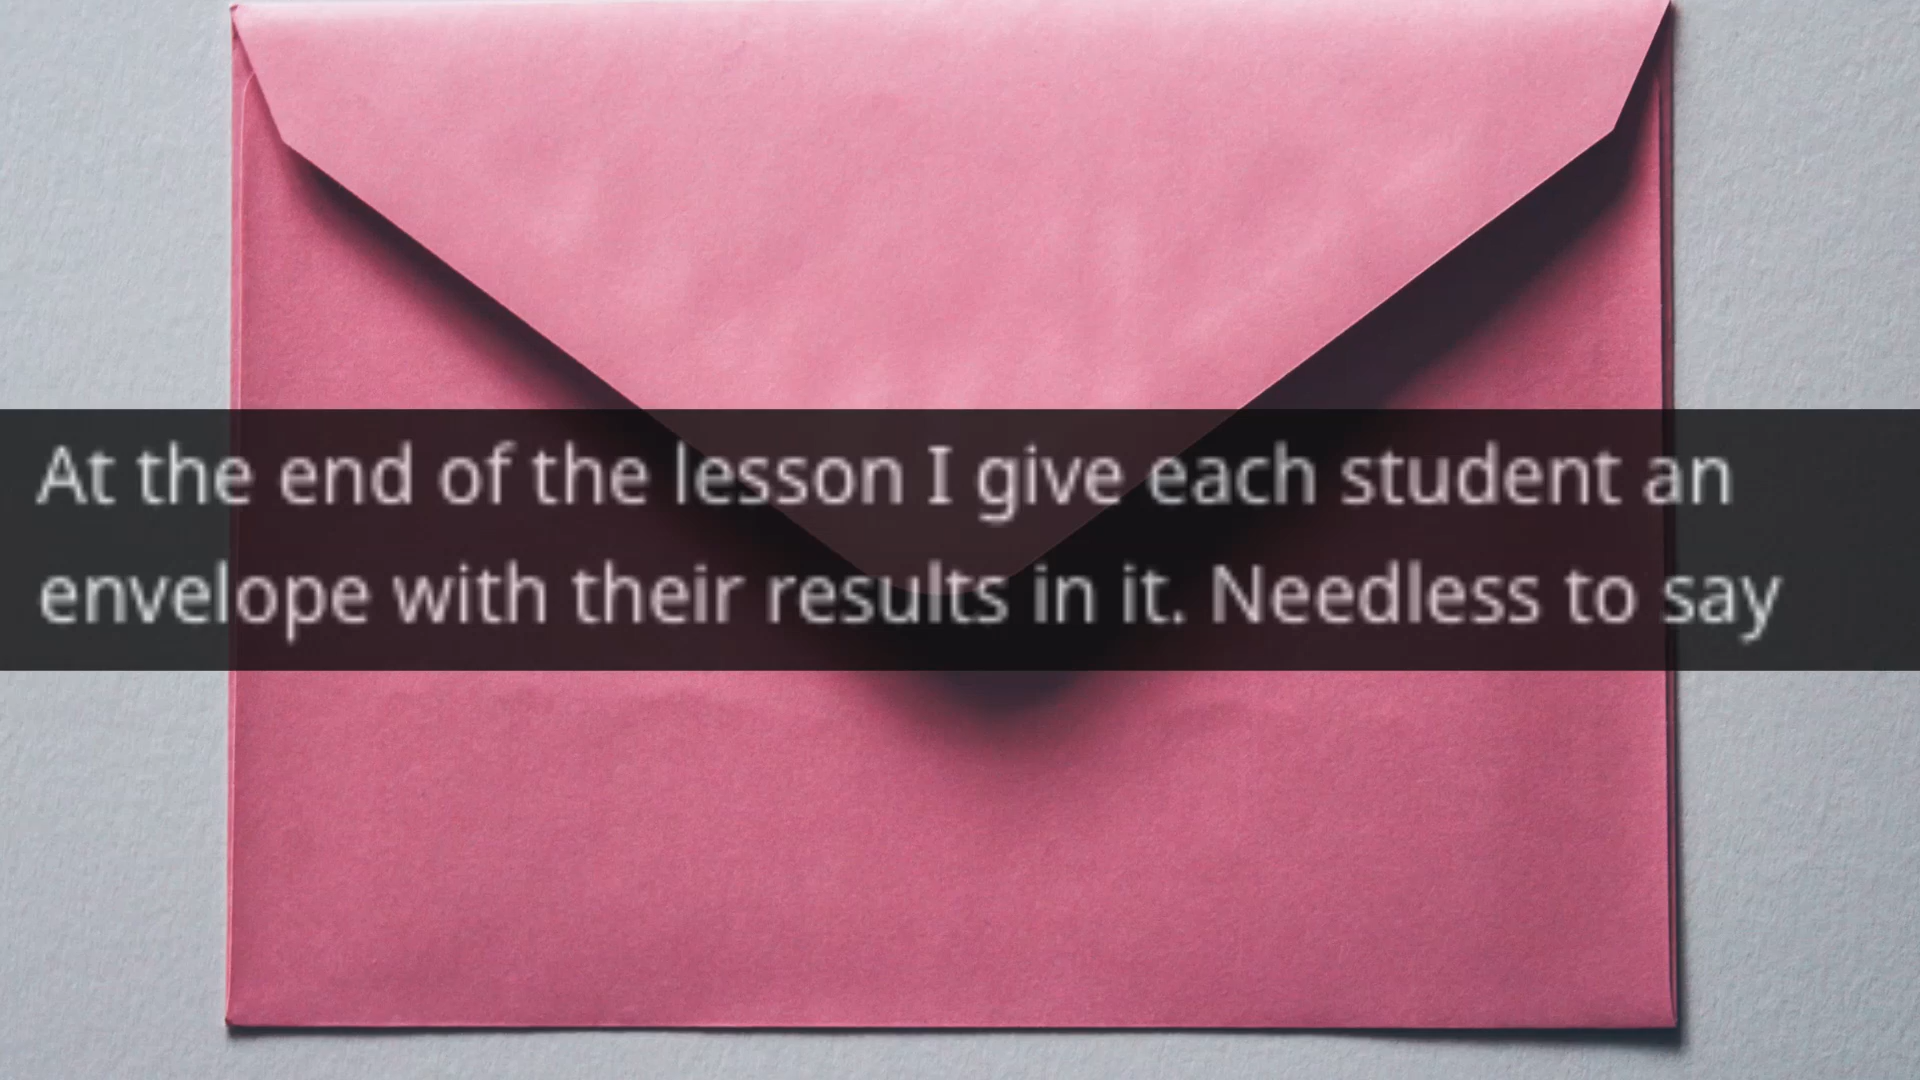 At the end of the lesson I give each student an
envelope with their results in it. Needless to say